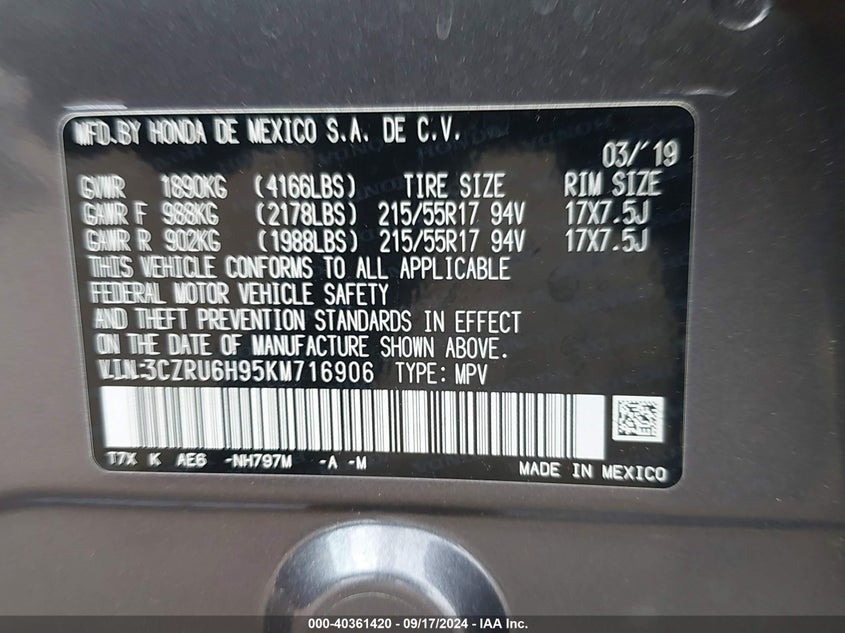 MFD.BY HONDA DE MEXICO S.A. DE C.V.
03/'19
GVWR 1890KG (4166LBS) TIRE SIZE RIM SIZE
GAWR F 988KG (2178LBS) 215/55R17 94V 17X7.5J
GAWR R 902KG (1988LBS) 215/55R17 94V 17X7.5J
THIS VEHICLE CONFORMS TO ALL APPLICABLE
FEDERAL MOTOR VEHICLE SAFETY
AND THEFT PREVENTION STANDARDS IN EFFECT
ON THE DATE OF MANUFACTURE SHOWN ABOVE.
V.I.N:3CZRU6H95KM716906 TYPE: MPV
T7X K AE6 -NH797M -A -M
MADE IN MEXICO
000-40361420 - 09/17/2024 - IAA Inc.